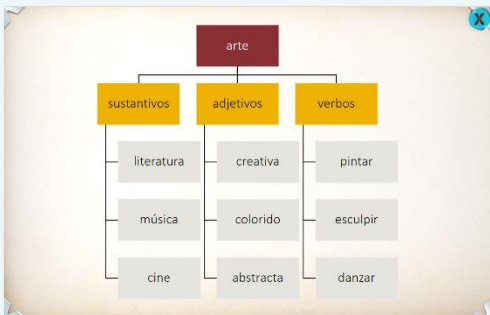 X
arte
sustantivos adjetivos verbos
literatura creativa pintar
música colorido esculpir
cine abstracta danzar